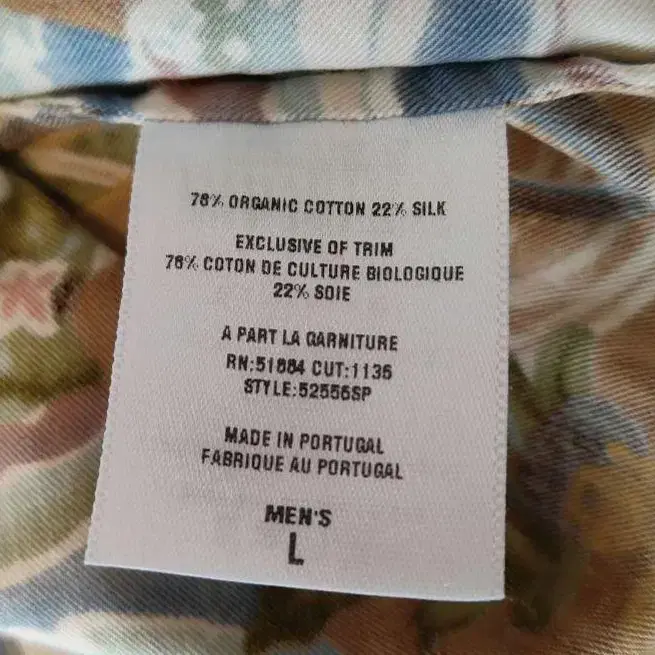 78% ORGANIC COTTON 22% SILK
EXCLUSIVE OF TRIM
78% COTON DE CULTURE BIOLOGIQUE
22% SOIE
A PART LA GARNITURE
RN:51884 CUT:1136
STYLE:52556SP
MADE IN PORTUGAL
FABRIQUE AU PORTUGAL
MEN'S
L